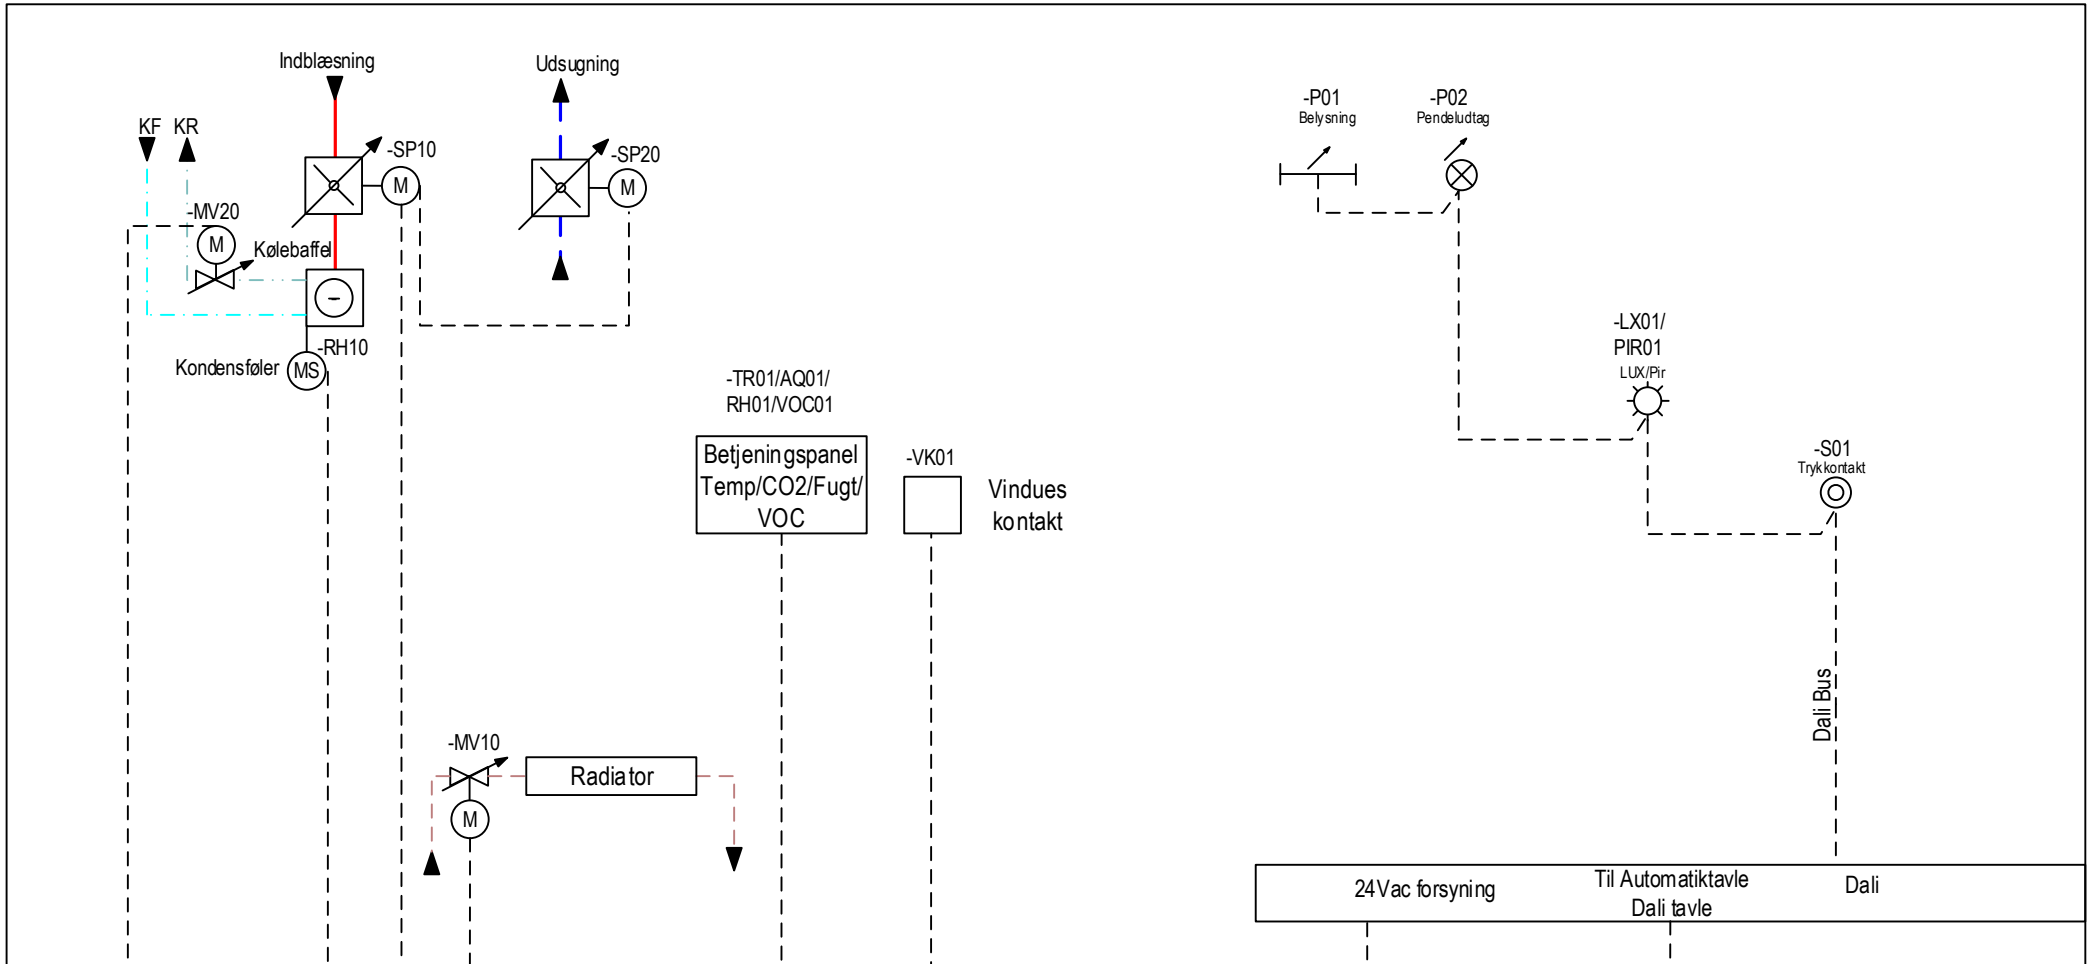 Indblæsning
Udsugning
-P01
Belysning
-P02
Pendeludtag
KF
KR
-SP10
M
-SP20
M
-MV20
M
Kølebaffel
-
-RH10
Kondensføler
MS
-LX01/
PIR01
LUX/Pir
-TR01/AQ01/
RH01/VOC01
Betjeningspanel
Temp/CO2/Fugt/
VOC
-VK01
Vindues
kontakt
-S01
Trykkontakt
Dali Bus
-MV10
Radiator
M
24Vac forsyning
Til Automatiktavle
Dali tavle
Dali